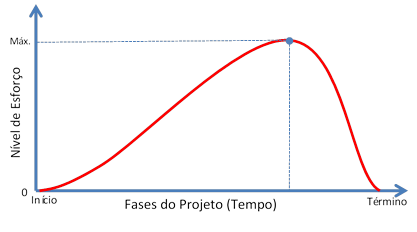 Máx.
Nível de Esforço
0
Início
Fases do Projeto (Tempo)
Término